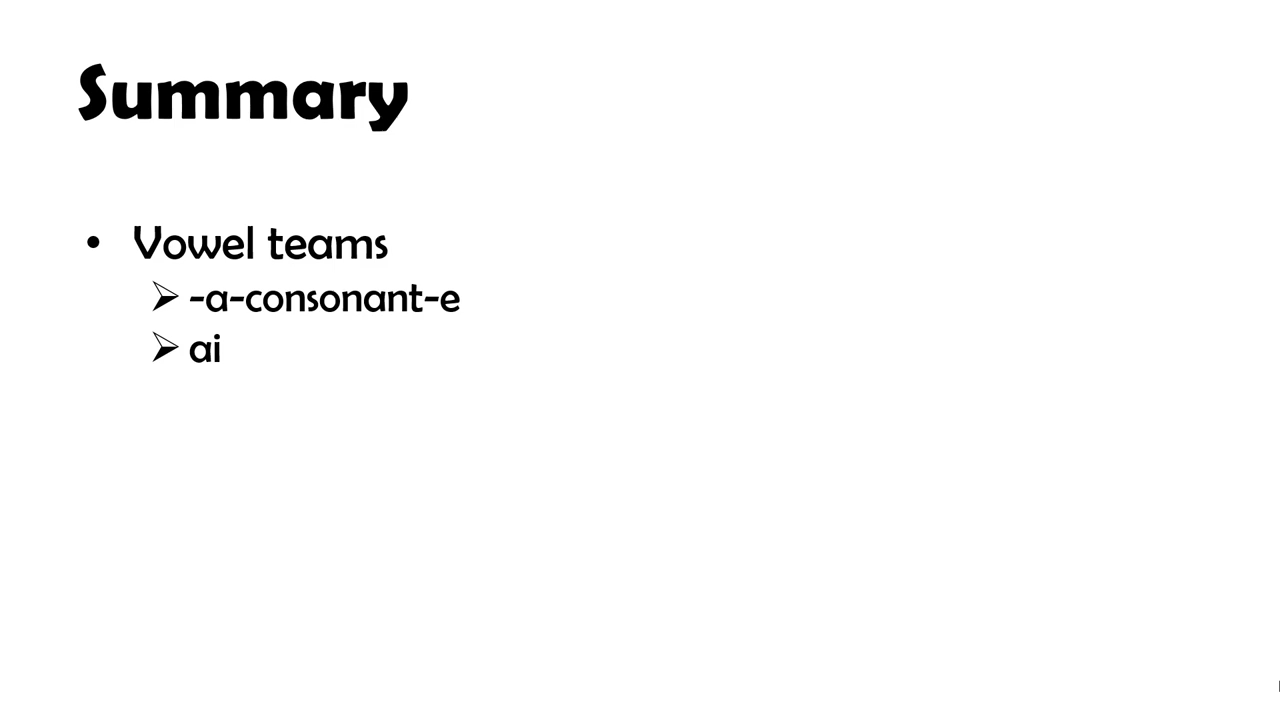 Summary
• Vowel teams
➢ -a-consonant-e
➢ ai